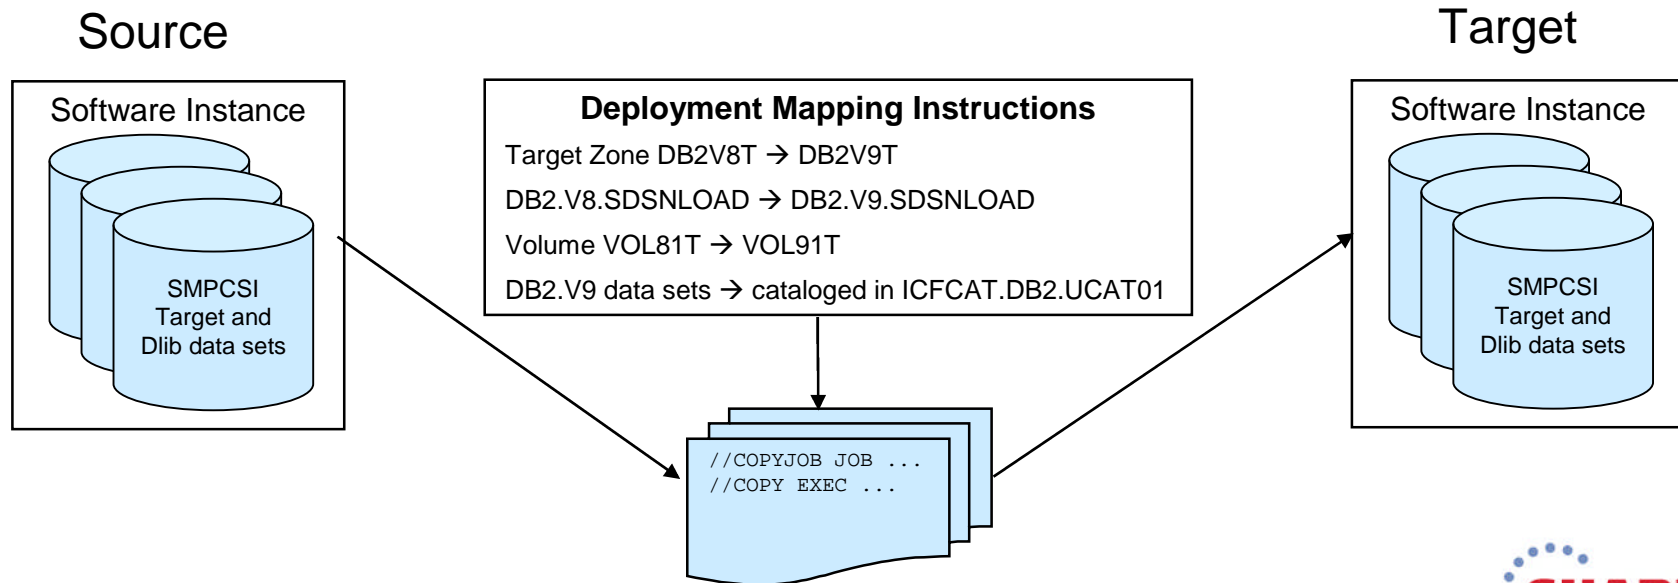 Source
Target
Software Instance
SMPCSI
Target and
Dlib data sets
Deployment Mapping Instructions
Target Zone DB2V8T → DB2V9T
DB2.V8.SDSNLOAD → DB2.V9.SDSNLOAD
Volume VOL81T → VOL91T
DB2.V9 data sets → cataloged in ICFCAT.DB2.UCAT01
Software Instance
SMPCSI
Target and
Dlib data sets
//COPYJOB JOB ...
//COPY EXEC ...